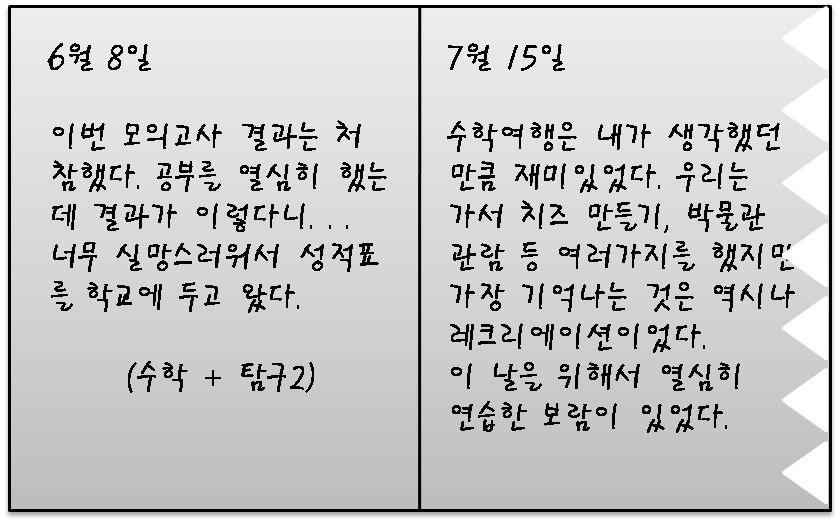 6월 8일
이번 모의고사 결과는 처
참했다. 공부를 열심히 했는
데 결과가 이렇다니...
너무 실망스러워서 성적표
를 학교에 두고 왔다.
(수학 + 탐구2)
7월 15일
수학여행은 내가 생각했던
만큼 재미있었다. 우리는
가서 치즈 만들기, 박물관
관람 등 여러가지를 했지만
가장 기억나는 것은 역시나
레크리에이션이었다.
이 날을 위해서 열심히
연습한 보람이 있었다.